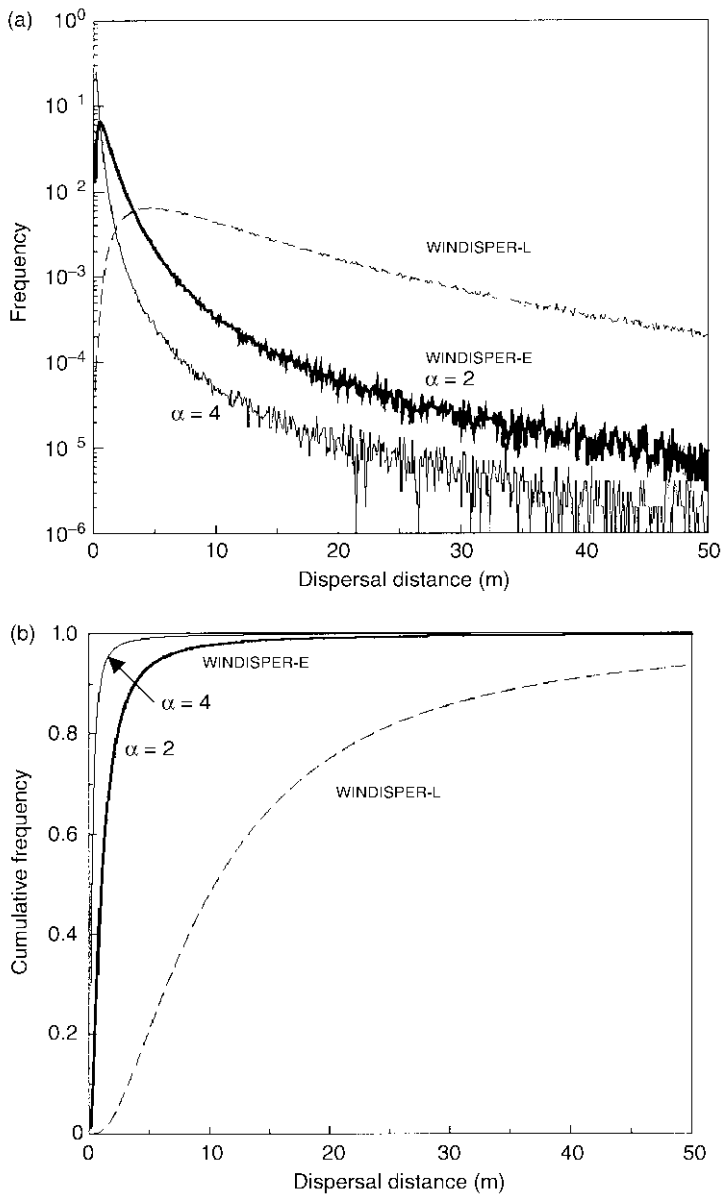 (a)
10⁰
10⁻¹
10⁻²
10⁻³
10⁻⁴
10⁻⁵
10⁻⁶
Frequency
WINDISPER-L
WINDISPER-E
α = 2
α = 4
0 10 20 30 40 50
Dispersal distance (m)
(b)
1.0
0.8
0.6
0.4
0.2
0
Cumulative frequency
WINDISPER-E
α = 4
α = 2
WINDISPER-L
0 10 20 30 40 50
Dispersal distance (m)